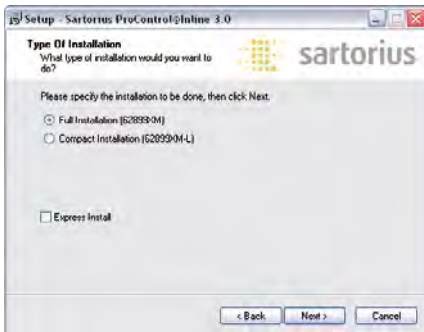 Setup - Sartorius ProControl@Inline 3.0
Type Of Installation
What type of installation would you want to
do?
sartorius
Please specify the installation to be done, then click Next.
Full Installation (62899XM)
Compact Installation (62899XM-L)
Express Install
< Back
Next >
Cancel